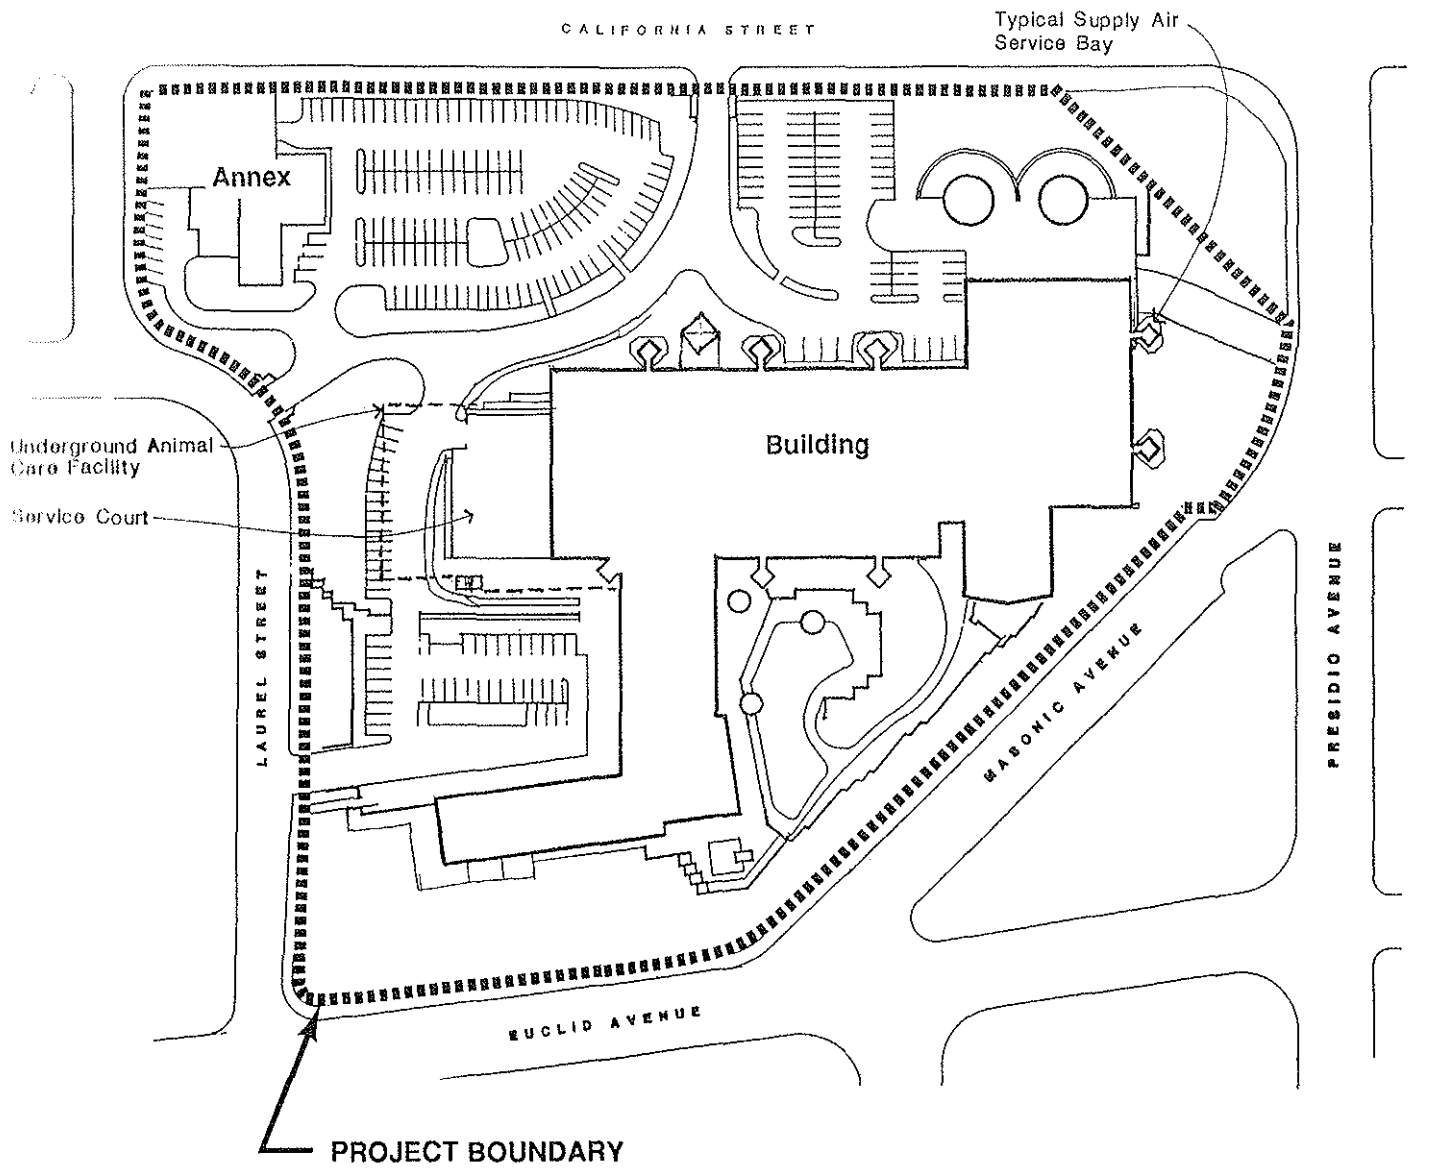 CALIFORNIA STREET
Typical Supply Air
Service Bay
Annex
Underground Animal
Care Facility
Building
Service Court
LAUREL STREET
MASONIC AVENUE
PRESIDIO AVENUE
EUCLID AVENUE
PROJECT BOUNDARY